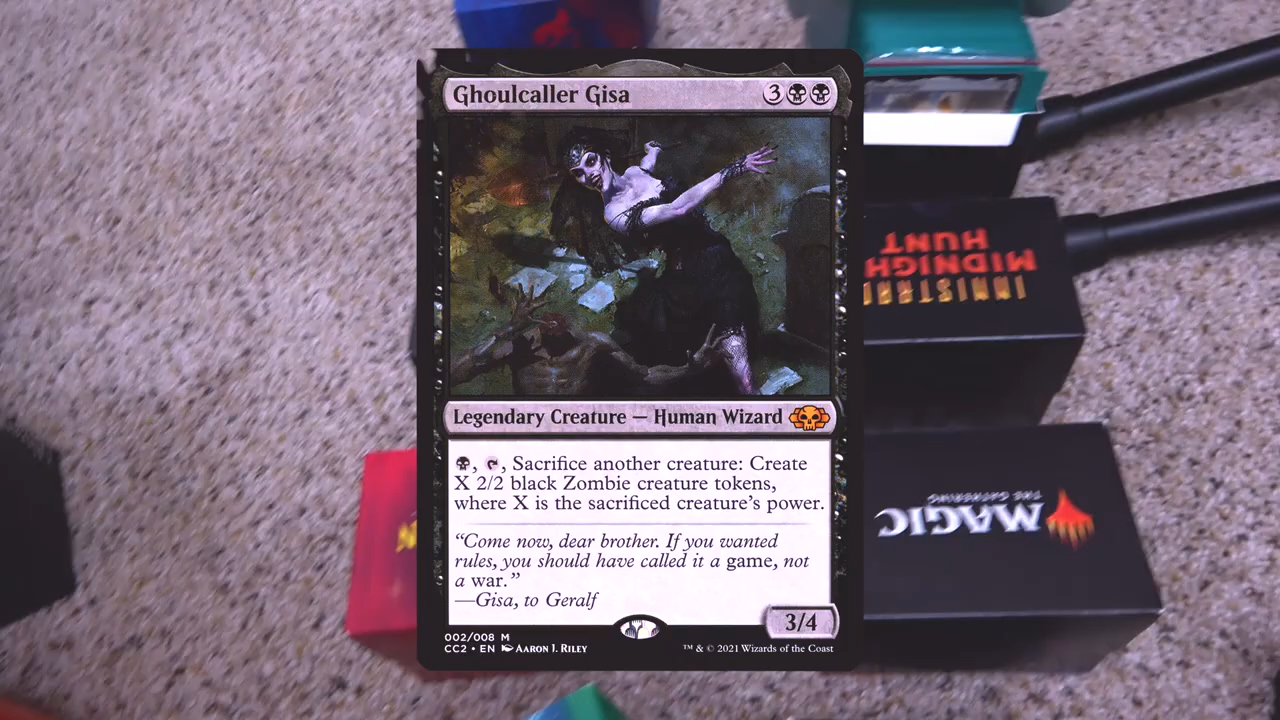 Ghoulcaller Gisa 3
Legendary Creature — Human Wizard
, , Sacrifice another creature: Create
X 2/2 black Zombie creature tokens,
where X is the sacrificed creature's power.
“Come now, dear brother. If you wanted
rules, you should have called it a game, not
a war.”
—Gisa, to Geralf
3/4
002/008 M
CC2 • EN AARON J. RILEY
™ & © 2021 Wizards of the Coast
INNISTRA
MIDNIGH
HUNT
MAGIC
THE GATHERING